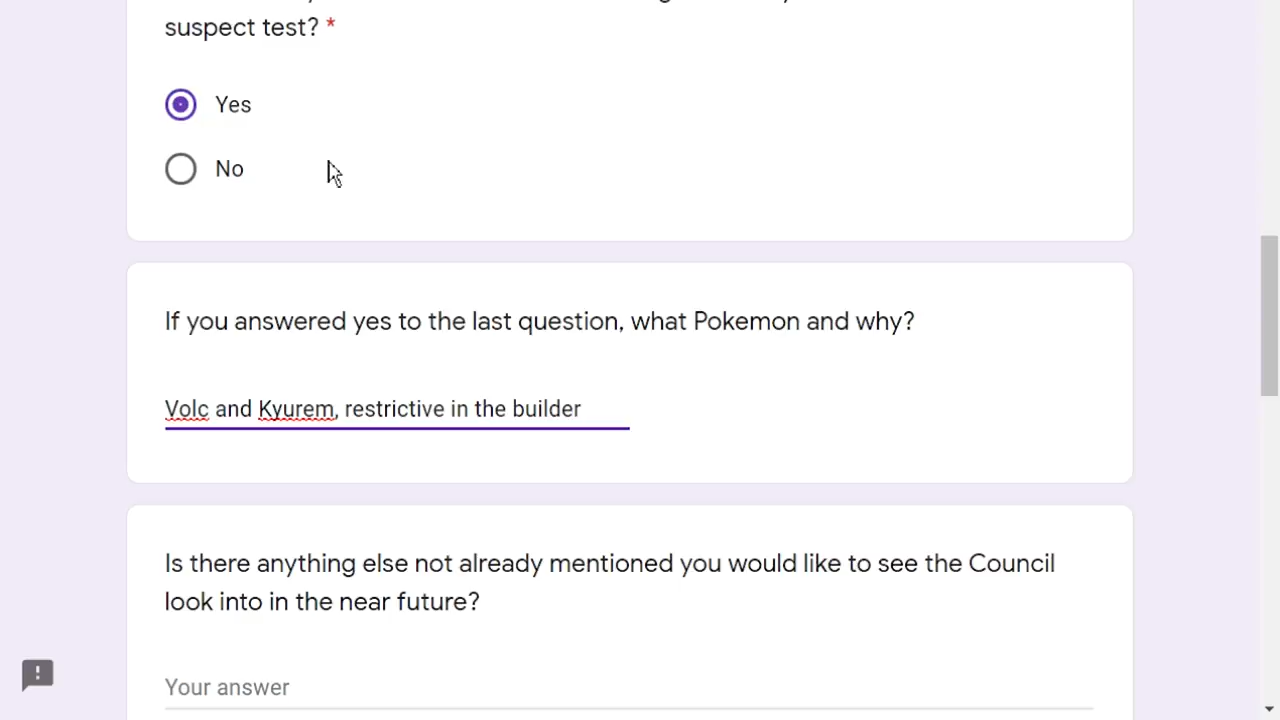 suspect test? *
Yes
No
If you answered yes to the last question, what Pokemon and why?
Volc and Kyurem, restrictive in the builder
Is there anything else not already mentioned you would like to see the Council
look into in the near future?
Your answer